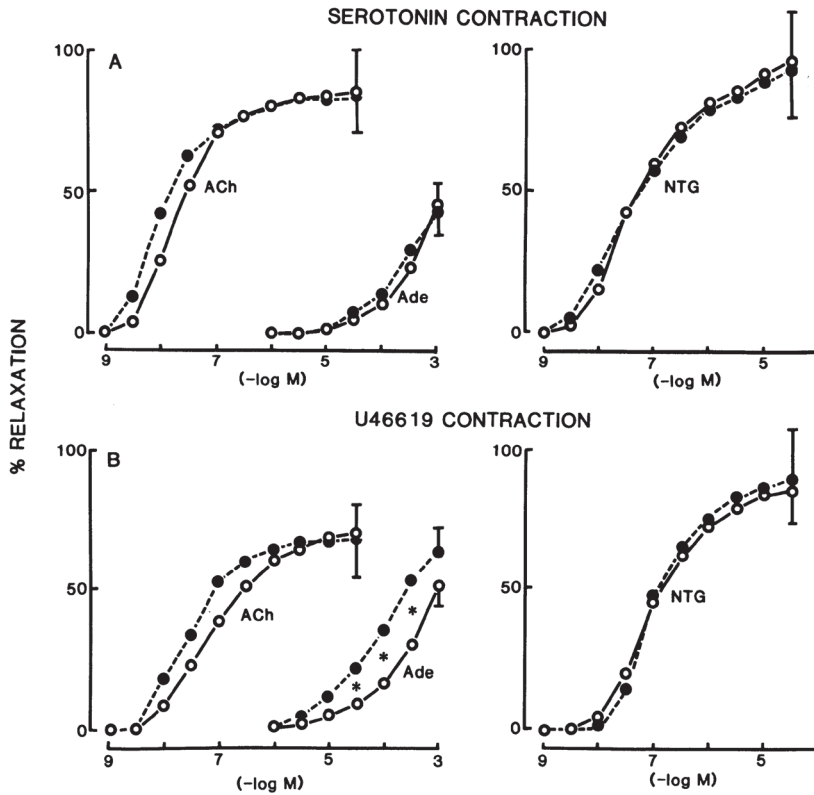 SEROTONIN CONTRACTION
A
100
50
0
ACh
Ade
9 7 5 3
(-log M)
100
50
0
NTG
9 7 5
(-log M)
% RELAXATION
U46619 CONTRACTION
B
100
50
0
ACh
Ade
* * *
9 7 5 3
(-log M)
100
50
0
NTG
9 7 5
(-log M)